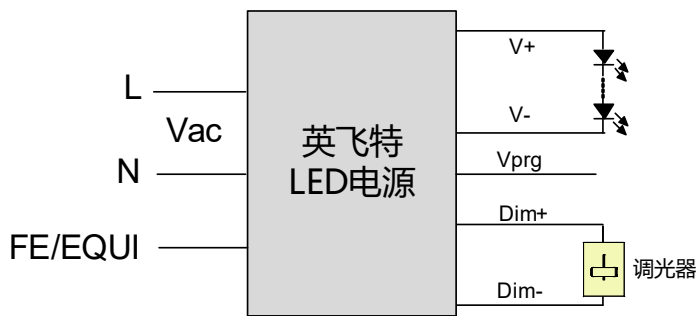 L
Vac
N
FE/EQUI
英飞特
LED电源
V+
V-
Vprg
Dim+
Dim-
调光器